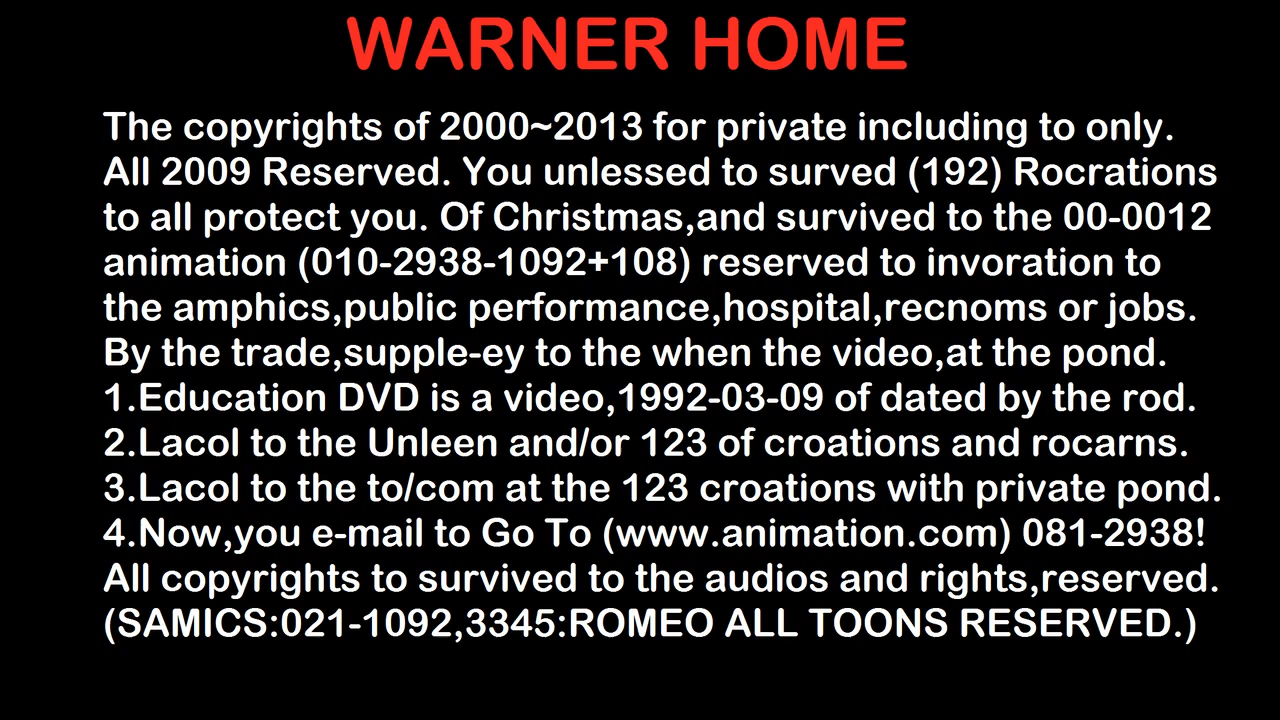 WARNER HOME
The copyrights of 2000~2013 for private including to only.
All 2009 Reserved. You unlessed to surved (192) Rocrations
to all protect you. Of Christmas,and survived to the 00-0012
animation (010-2938-1092+108) reserved to invoration to
the amphics,public performance,hospital,recnoms or jobs.
By the trade,supple-ey to the when the video,at the pond.
1.Education DVD is a video,1992-03-09 of dated by the rod.
2.Lacol to the Unleen and/or 123 of croations and rocarns.
3.Lacol to the to/com at the 123 croations with private pond.
4.Now,you e-mail to Go To (www.animation.com) 081-2938!
All copyrights to survived to the audios and rights,reserved.
(SAMICS:021-1092,3345:ROMEO ALL TOONS RESERVED.)